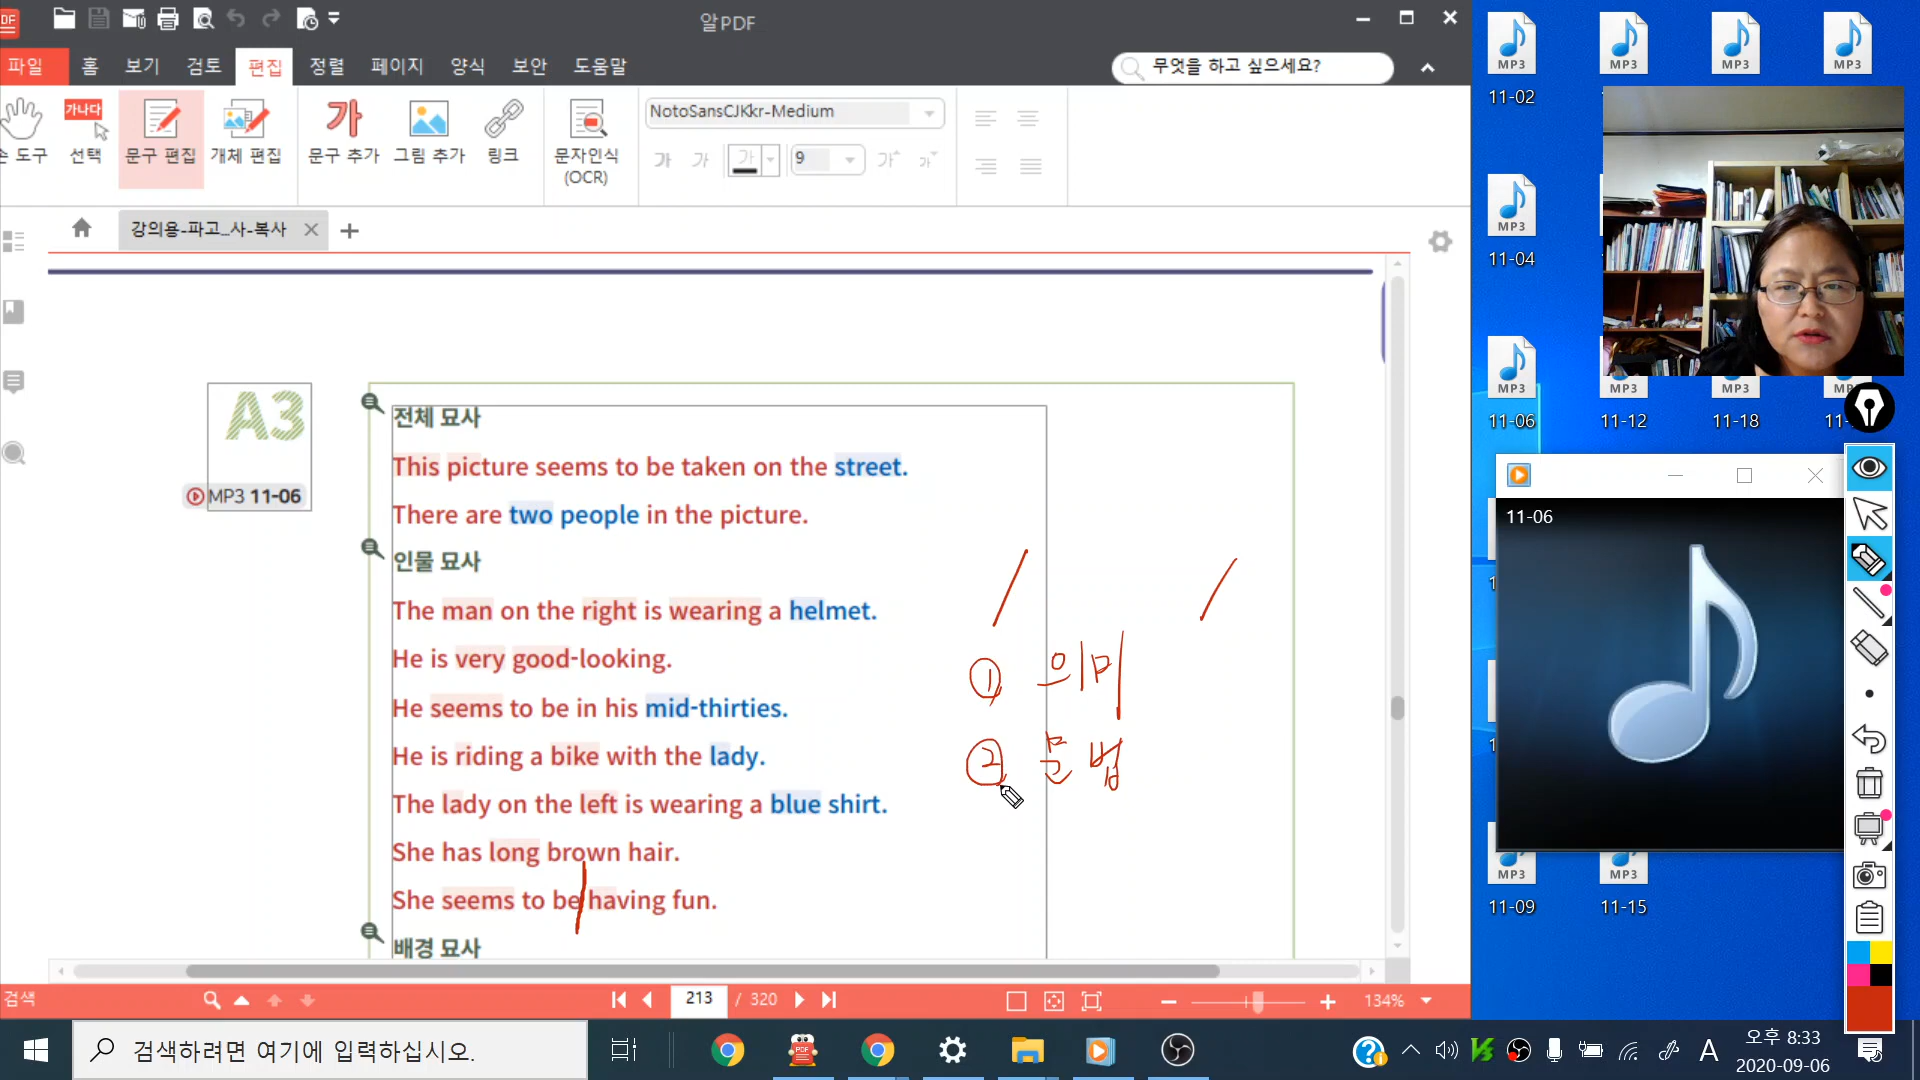 알PDF
파일 홈 보기 검토 편집 정렬 페이지 양식 보안 도움말
무엇을 하고 싶으세요?
가나다
손 도구 선택 문구 편집 개체 편집 문구 추가 그림 추가 링크 문자인식 (OCR)
NotoSansCJKkr-Medium
9
강의용-파고_사-복사
A3
MP3 11-06
전체 묘사
This picture seems to be taken on the street.
There are two people in the picture.
인물 묘사
The man on the right is wearing a helmet.
He is very good-looking.
He seems to be in his mid-thirties.
He is riding a bike with the lady.
The lady on the left is wearing a blue shirt.
She has long brown hair.
She seems to be having fun.
배경 묘사
① 의미
② 문법
검색
213 / 320
134%
검색하려면 여기에 입력하십시오.
A
오후 8:33
2020-09-06
MP3 MP3 MP3 MP3
11-02
MP3
11-04
MP3
11-06 11-12 11-18
11-06
MP3 MP3
11-09 11-15